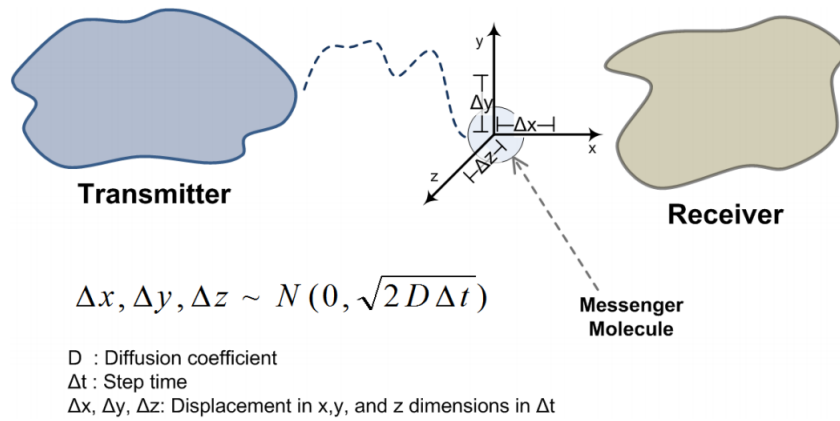 y
Δy
Δx
x
Δz
z
Transmitter
Receiver
Δx, Δy, Δz ~ N(0, √2DΔt)
Messenger
Molecule
D : Diffusion coefficient
Δt : Step time
Δx, Δy, Δz: Displacement in x,y, and z dimensions in Δt